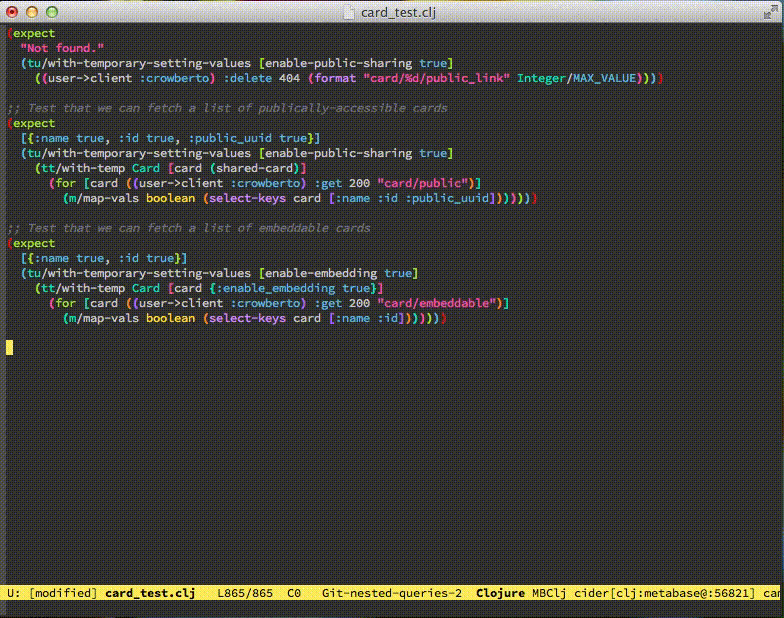 card_test.clj
(expect
  "Not found."
  (tu/with-temporary-setting-values [enable-public-sharing true]
    ((user->client :crowberto) :delete 404 (format "card/%d/public_link" Integer/MAX_VALUE))))
;; Test that we can fetch a list of publically-accessible cards
(expect
  [{:name true, :id true, :public_uuid true}]
  (tu/with-temporary-setting-values [enable-public-sharing true]
    (tt/with-temp Card [card (shared-card)]
      (for [card ((user->client :crowberto) :get 200 "card/public")]
        (m/map-vals boolean (select-keys card [:name :id :public_uuid]))))))
;; Test that we can fetch a list of embeddable cards
(expect
  [{:name true, :id true}]
  (tu/with-temporary-setting-values [enable-embedding true]
    (tt/with-temp Card [card {:enable_embedding true}]
      (for [card ((user->client :crowberto) :get 200 "card/embeddable")]
        (m/map-vals boolean (select-keys card [:name :id]))))))
U: [modified] card_test.clj   L865/865  C0   Git-nested-queries-2  Clojure MBClj cider[clj:metabase@:56821] car